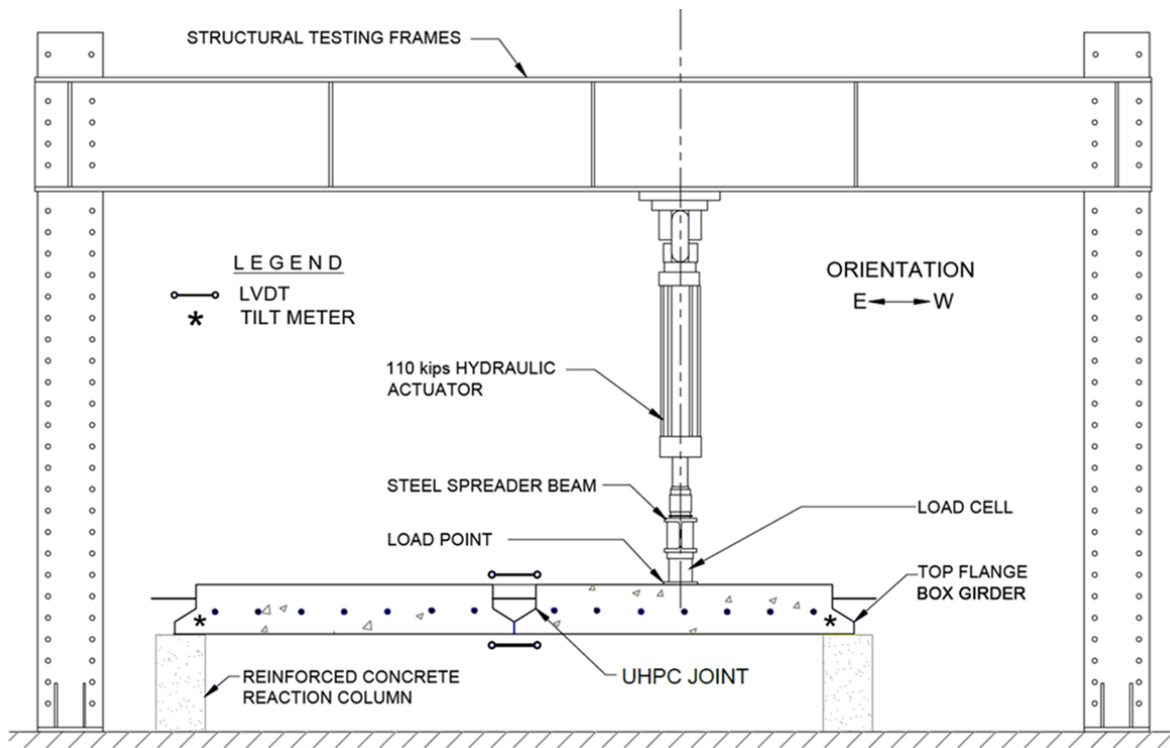 STRUCTURAL TESTING FRAMES
L E G E N D
LVDT
* TILT METER
ORIENTATION
E W
110 kips HYDRAULIC
ACTUATOR
STEEL SPREADER BEAM
LOAD CELL
LOAD POINT
TOP FLANGE
BOX GIRDER
* *
REINFORCED CONCRETE
REACTION COLUMN
UHPC JOINT